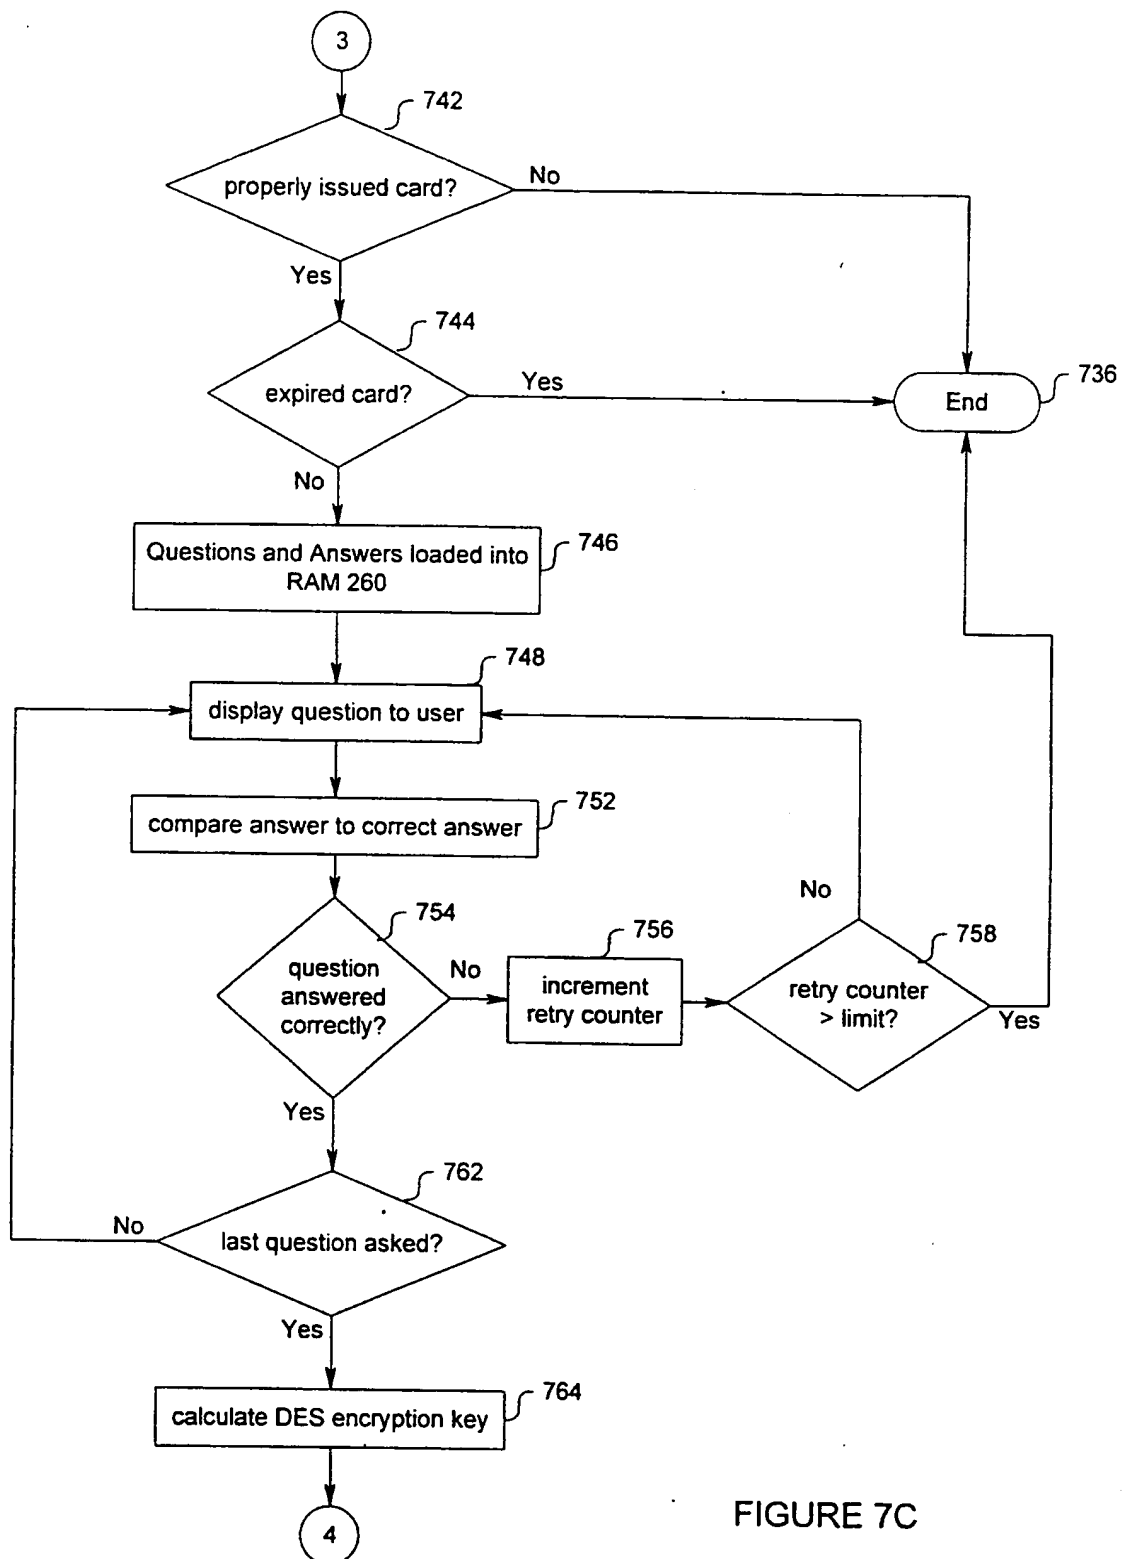 3
742
properly issued card?
No
Yes
744
expired card?
Yes
736
End
No
746
Questions and Answers loaded into
RAM 260
748
display question to user
752
compare answer to correct answer
No
754
question
answered
correctly?
No
756
increment
retry counter
758
retry counter
> limit?
Yes
Yes
762
No
last question asked?
Yes
764
calculate DES encryption key
4
FIGURE 7C